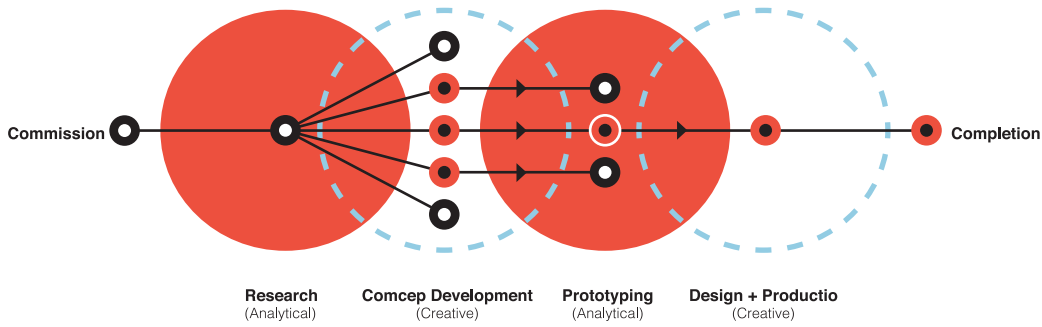 Commission
Completion
Research
(Analytical)
Comcep Development
(Creative)
Prototyping
(Analytical)
Design + Productio
(Creative)